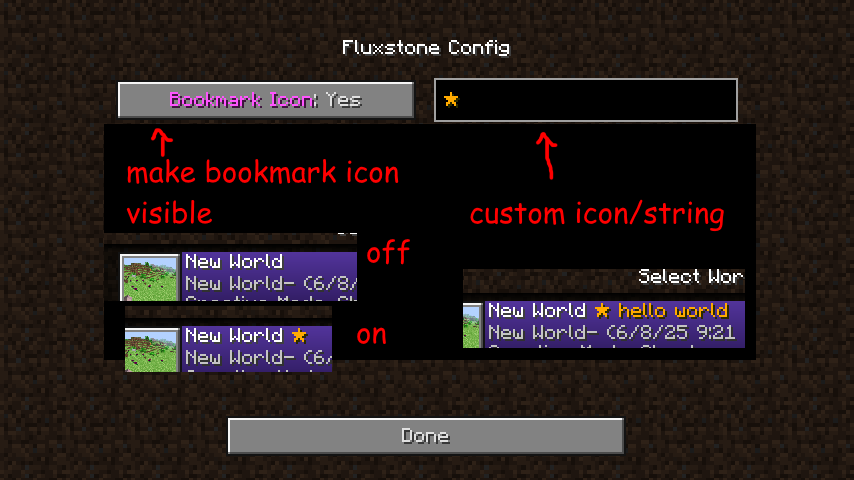 Fluxstone Config
Bookmark Icon: Yes
★
make bookmark icon
visible
custom icon/string
off
New World
New World- (6/8/
Select Wor
New World ★ hello world
New World- (6/8/25 9:21
on
New World ★
New World- (6/
Done